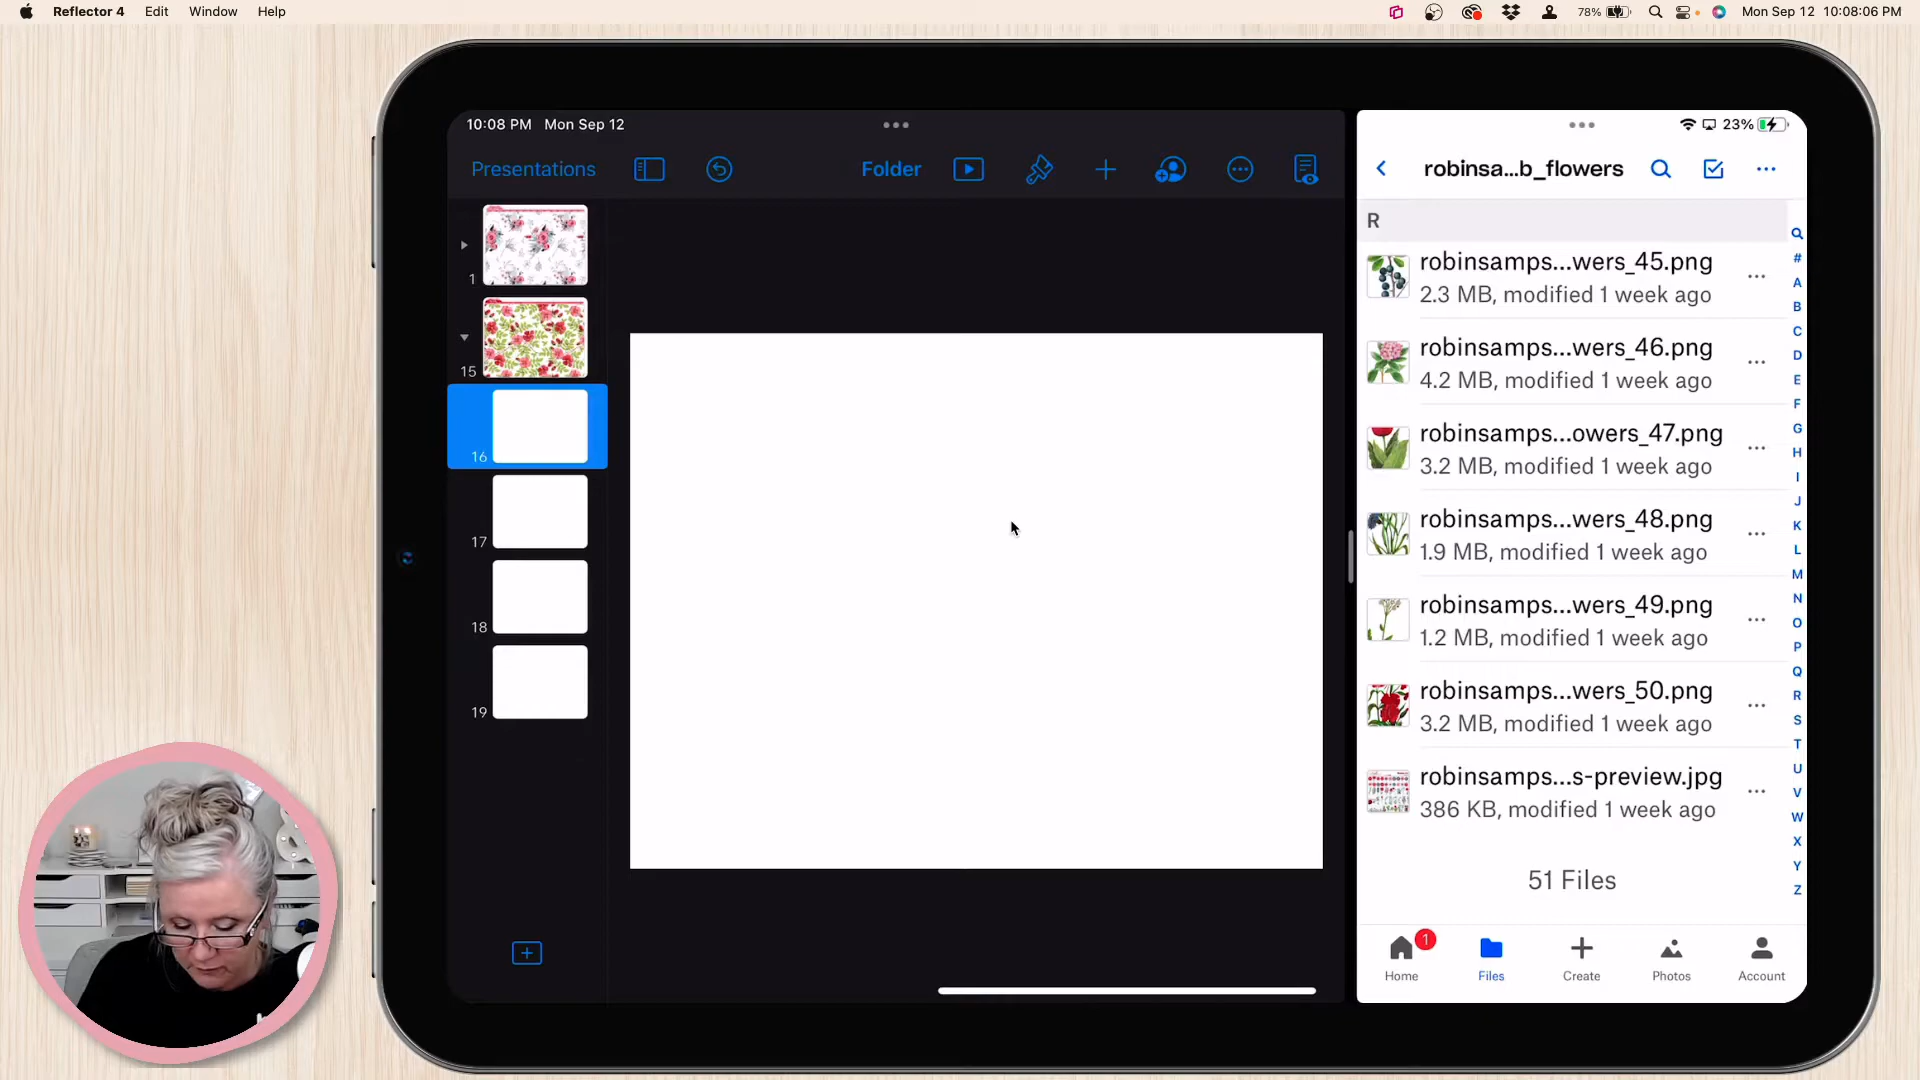 Reflector 4 Edit Window Help
78% Mon Sep 12 10:08:06 PM
10:08 PM Mon Sep 12
Presentations
Folder
1
15
16
17
18
19
23%
robinsa...b_flowers
R
robinsamps...wers_45.png
2.3 MB, modified 1 week ago
robinsamps...wers_46.png
4.2 MB, modified 1 week ago
robinsamps...owers_47.png
3.2 MB, modified 1 week ago
robinsamps...wers_48.png
1.9 MB, modified 1 week ago
robinsamps...wers_49.png
1.2 MB, modified 1 week ago
robinsamps...wers_50.png
3.2 MB, modified 1 week ago
robinsamps...s-preview.jpg
386 KB, modified 1 week ago
51 Files
#
A
B
C
D
E
F
G
H
I
J
K
L
M
N
O
P
Q
R
S
T
U
V
W
X
Y
Z
1
Home Files Create Photos Account